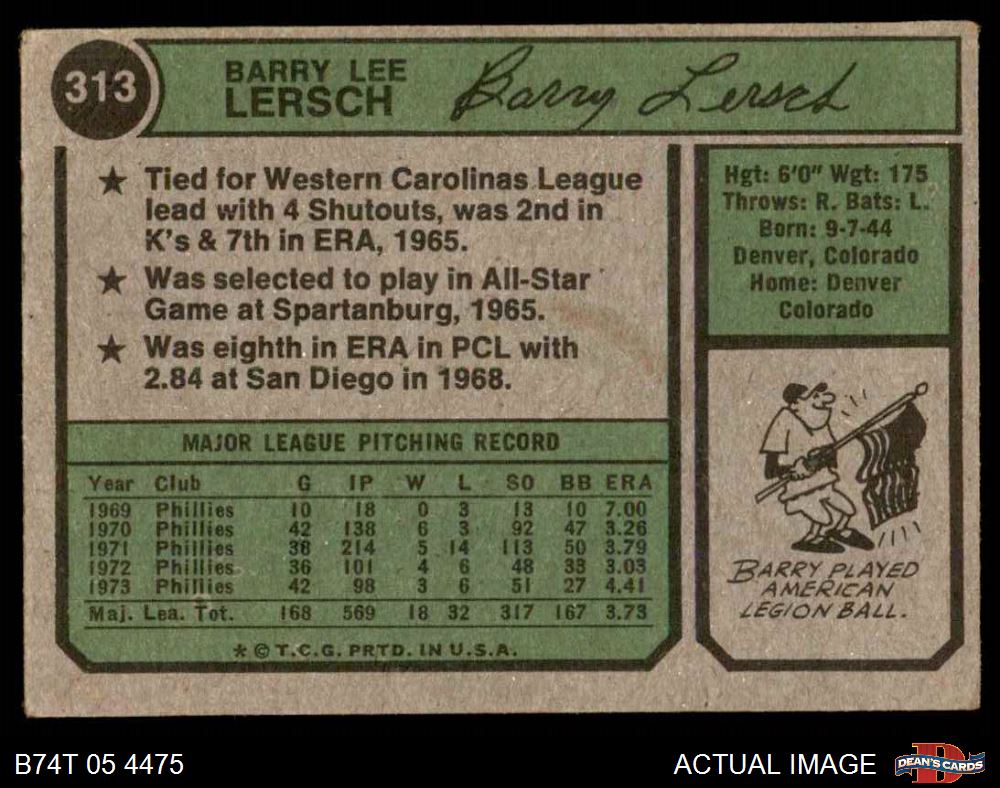 313
BARRY LEE
LERSCH
Barry Lersch
★ Tied for Western Carolinas League
lead with 4 Shutouts, was 2nd in
K's & 7th in ERA, 1965.
★ Was selected to play in All-Star
Game at Spartanburg, 1965.
★ Was eighth in ERA in PCL with
2.84 at San Diego in 1968.
Hgt: 6'0" Wgt: 175
Throws: R. Bats: L.
Born: 9-7-44
Denver, Colorado
Home: Denver
Colorado
MAJOR LEAGUE PITCHING RECORD
Year Club G IP W L SO BB ERA
1969 Phillies 10 18 0 3 13 10 7.00
1970 Phillies 42 138 6 3 92 47 3.26
1971 Phillies 38 214 5 14 113 50 3.79
1972 Phillies 36 101 4 6 48 33 3.03
1973 Phillies 42 98 3 6 51 27 4.41
Maj. Lea. Tot. 168 569 18 32 317 167 3.73
* © T.C.G. PRTD. IN U.S.A.
BARRY PLAYED
AMERICAN
LEGION BALL.
B74T 05 4475
ACTUAL IMAGE
DEAN'S CARDS